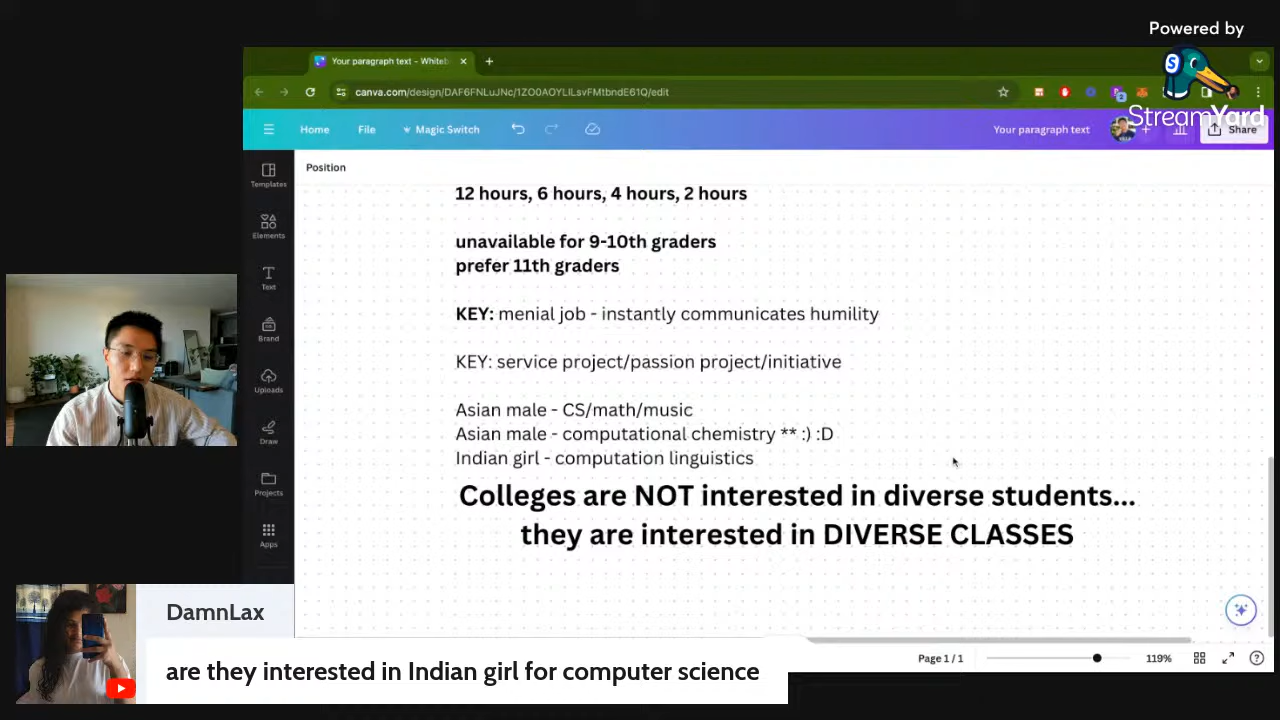 Powered by
StreamYard
Your paragraph text - Whiteb
canva.com/design/DAF6FNLuJNc/1ZO0AOYLILsvFMtbndE61Q/edit
Home
File
Magic Switch
Your paragraph text
Share
Position
Templates
Elements
Text
Brand
Uploads
Draw
Projects
Apps
12 hours, 6 hours, 4 hours, 2 hours
unavailable for 9-10th graders
prefer 11th graders
KEY: menial job - instantly communicates humility
KEY: service project/passion project/initiative
Asian male - CS/math/music
Asian male - computational chemistry ** :) :D
Indian girl - computation linguistics
Colleges are NOT interested in diverse students...
they are interested in DIVERSE CLASSES
Page 1 / 1
119%
DamnLax
are they interested in Indian girl for computer science